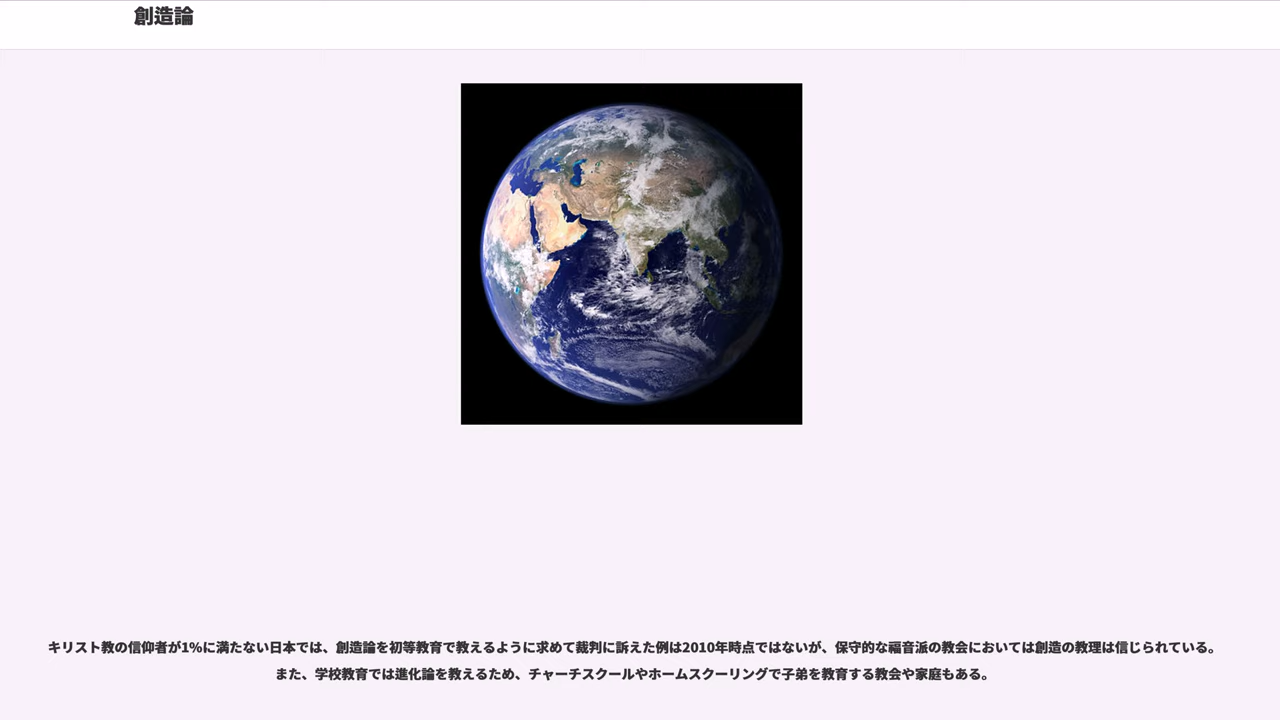 創造論
キリスト教の信仰者が1%に満たない日本では、創造論を初等教育で教えるように求めて裁判に訴えた例は2010年時点ではないが、保守的な福音派の教会においては創造の教理は信じられている。
また、学校教育では進化論を教えるため、チャーチスクールやホームスクーリングで子弟を教育する教会や家庭もある。